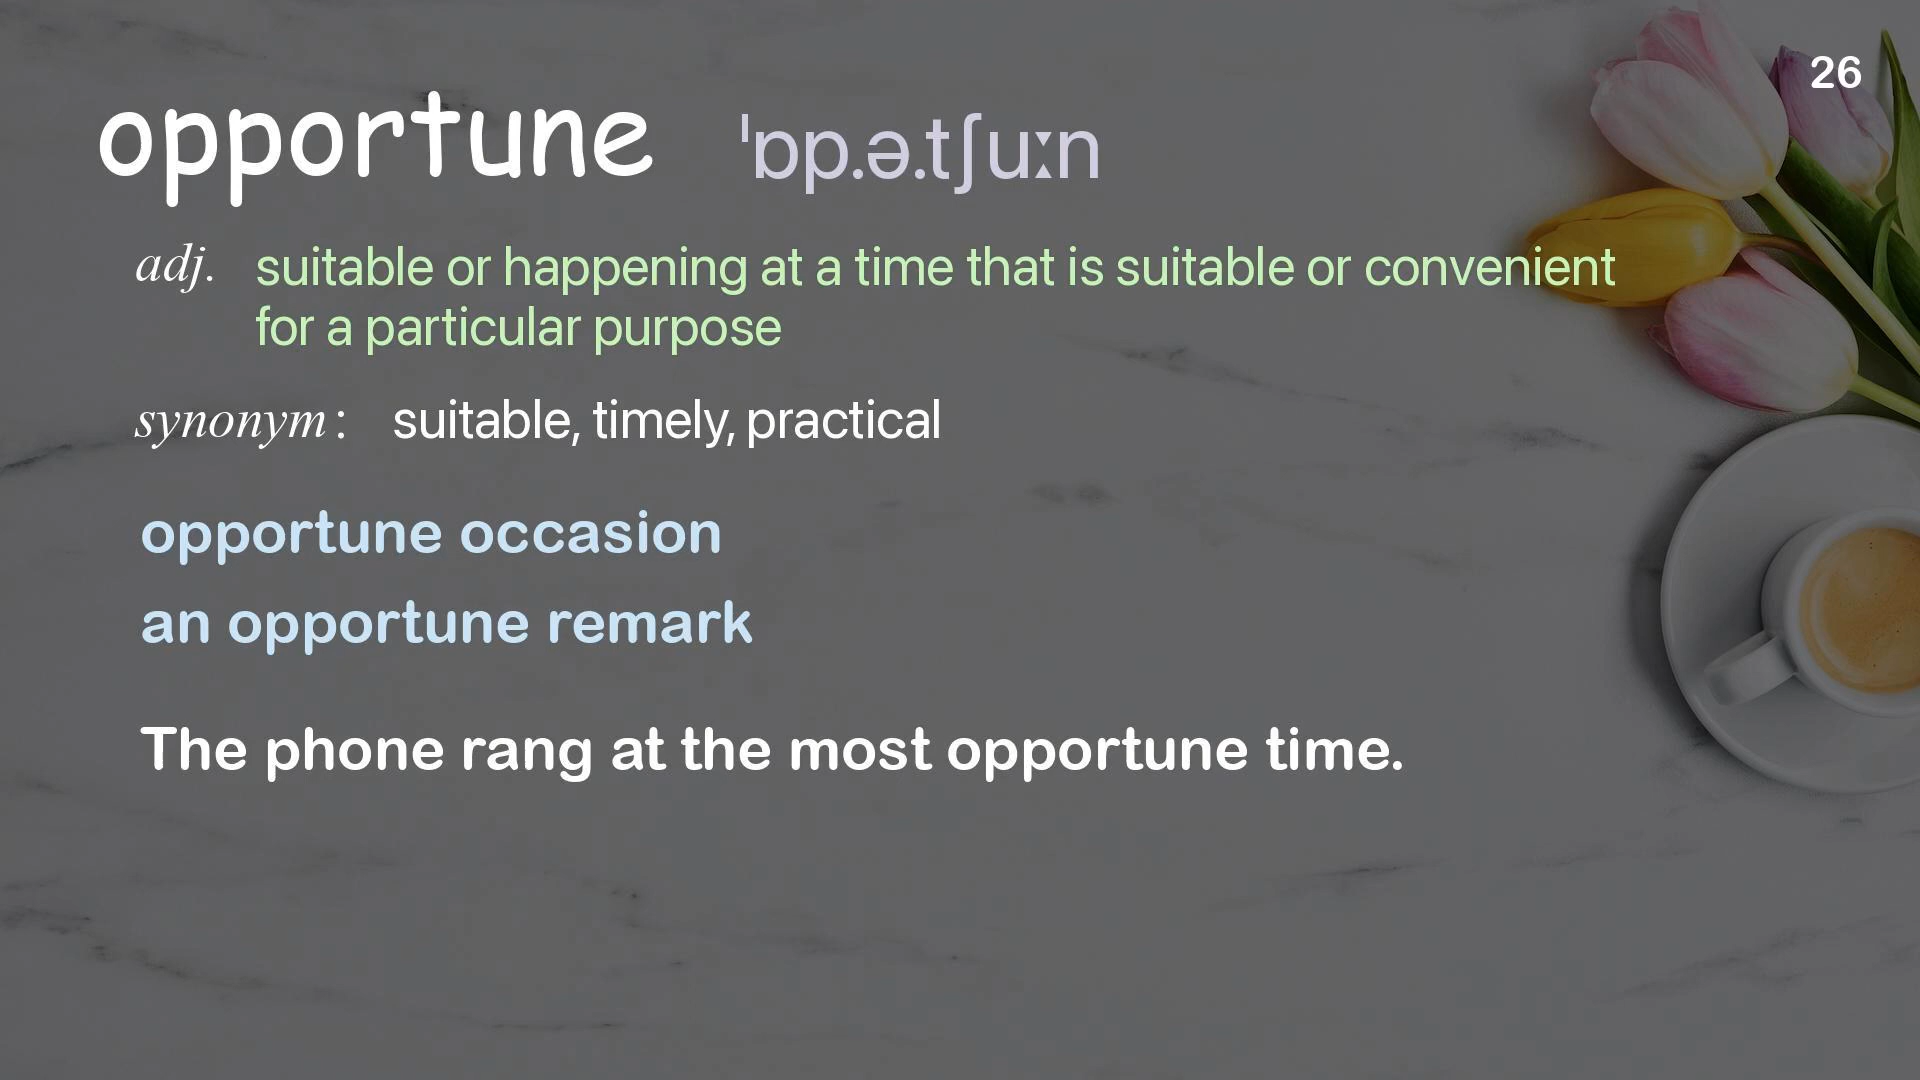 26
opportune ˈɒp.ə.tʃuːn
adj. suitable or happening at a time that is suitable or convenient
for a particular purpose
synonym: suitable, timely, practical
opportune occasion
an opportune remark
The phone rang at the most opportune time.